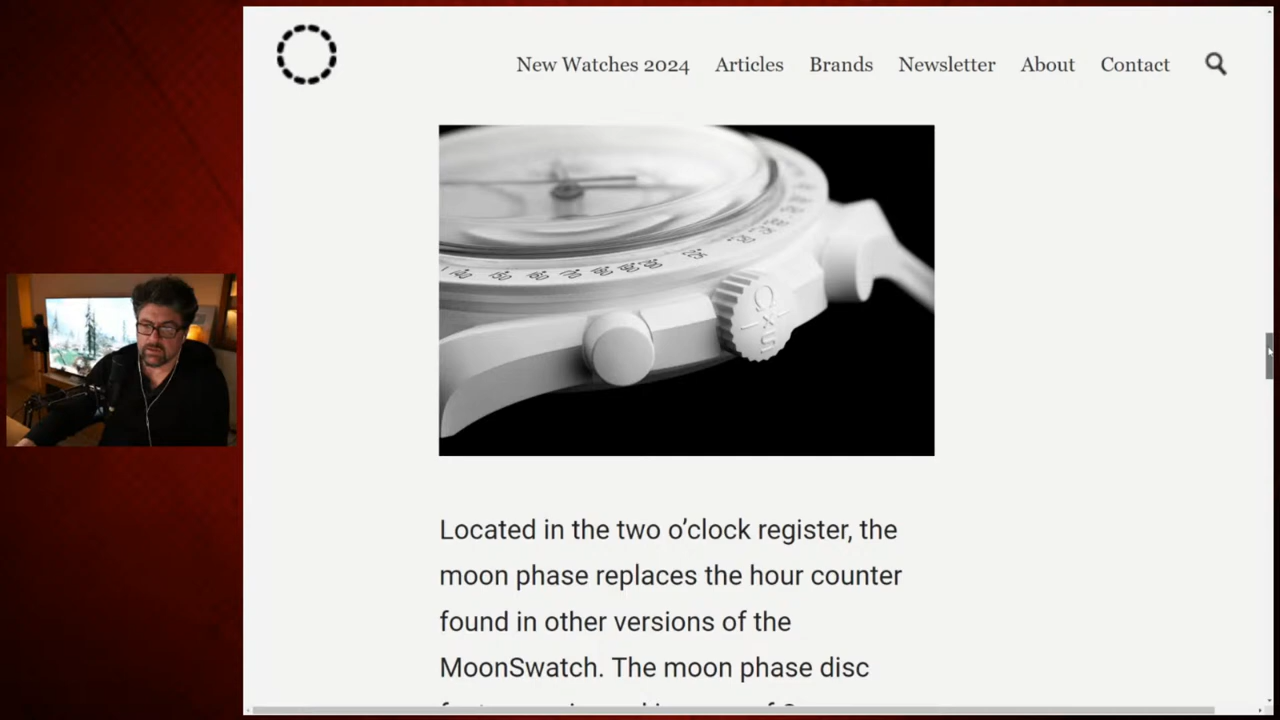 New Watches 2024 Articles Brands Newsletter About Contact
Located in the two o’clock register, the
moon phase replaces the hour counter
found in other versions of the
MoonSwatch. The moon phase disc